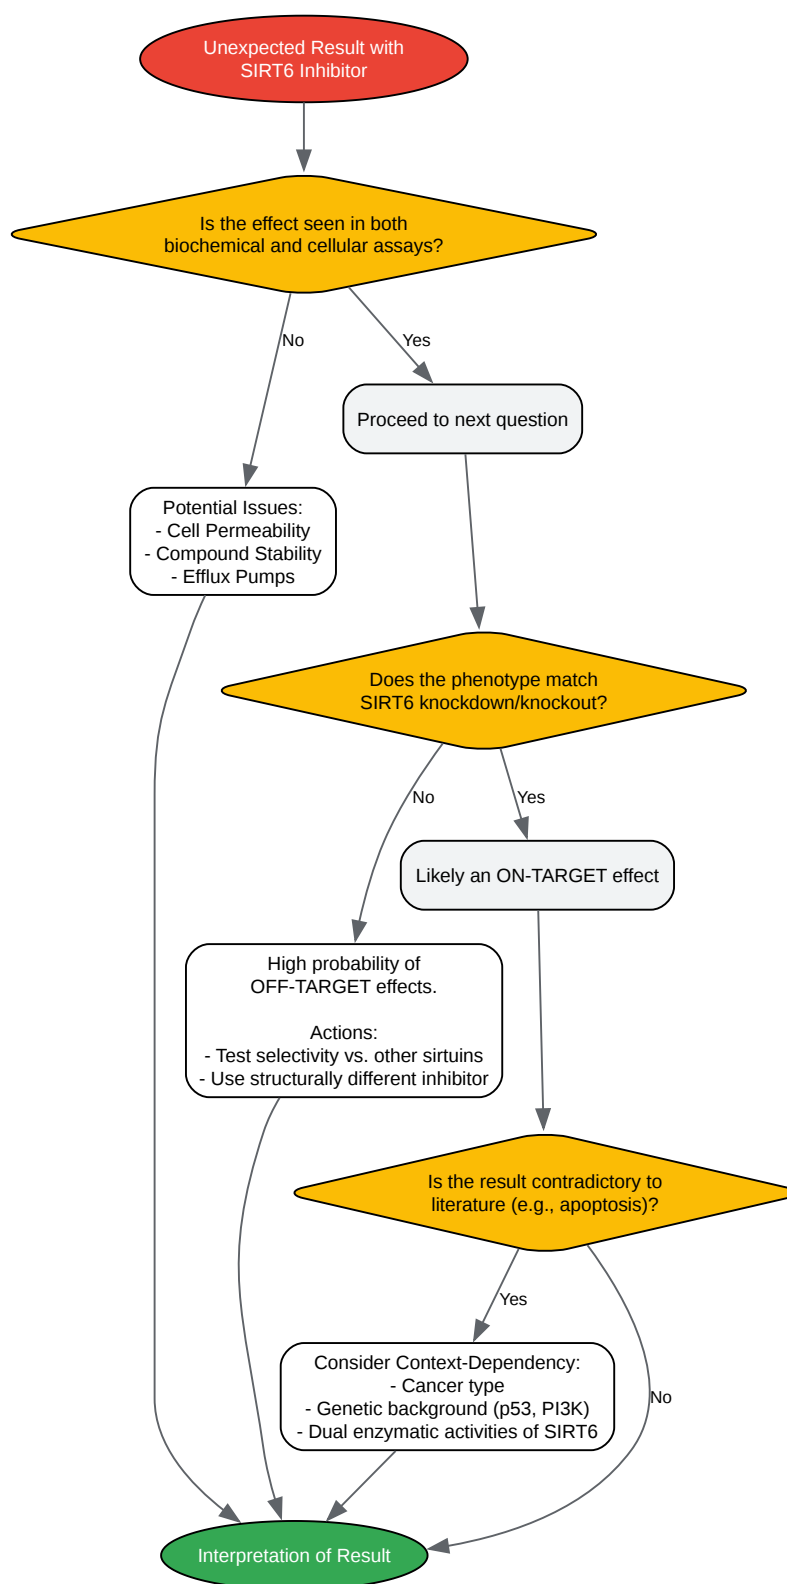 Unexpected Result with
SIRT6 Inhibitor
Is the effect seen in both
biochemical and cellular assays?
No
Yes
Proceed to next question
Potential Issues:
- Cell Permeability
- Compound Stability
- Efflux Pumps
Does the phenotype match
SIRT6 knockdown/knockout?
No
Yes
Likely an ON-TARGET effect
High probability of
OFF-TARGET effects.
Actions:
- Test selectivity vs. other sirtuins
- Use structurally different inhibitor
Is the result contradictory to
literature (e.g., apoptosis)?
Yes
No
Consider Context-Dependency:
- Cancer type
- Genetic background (p53, PI3K)
- Dual enzymatic activities of SIRT6
Interpretation of Result